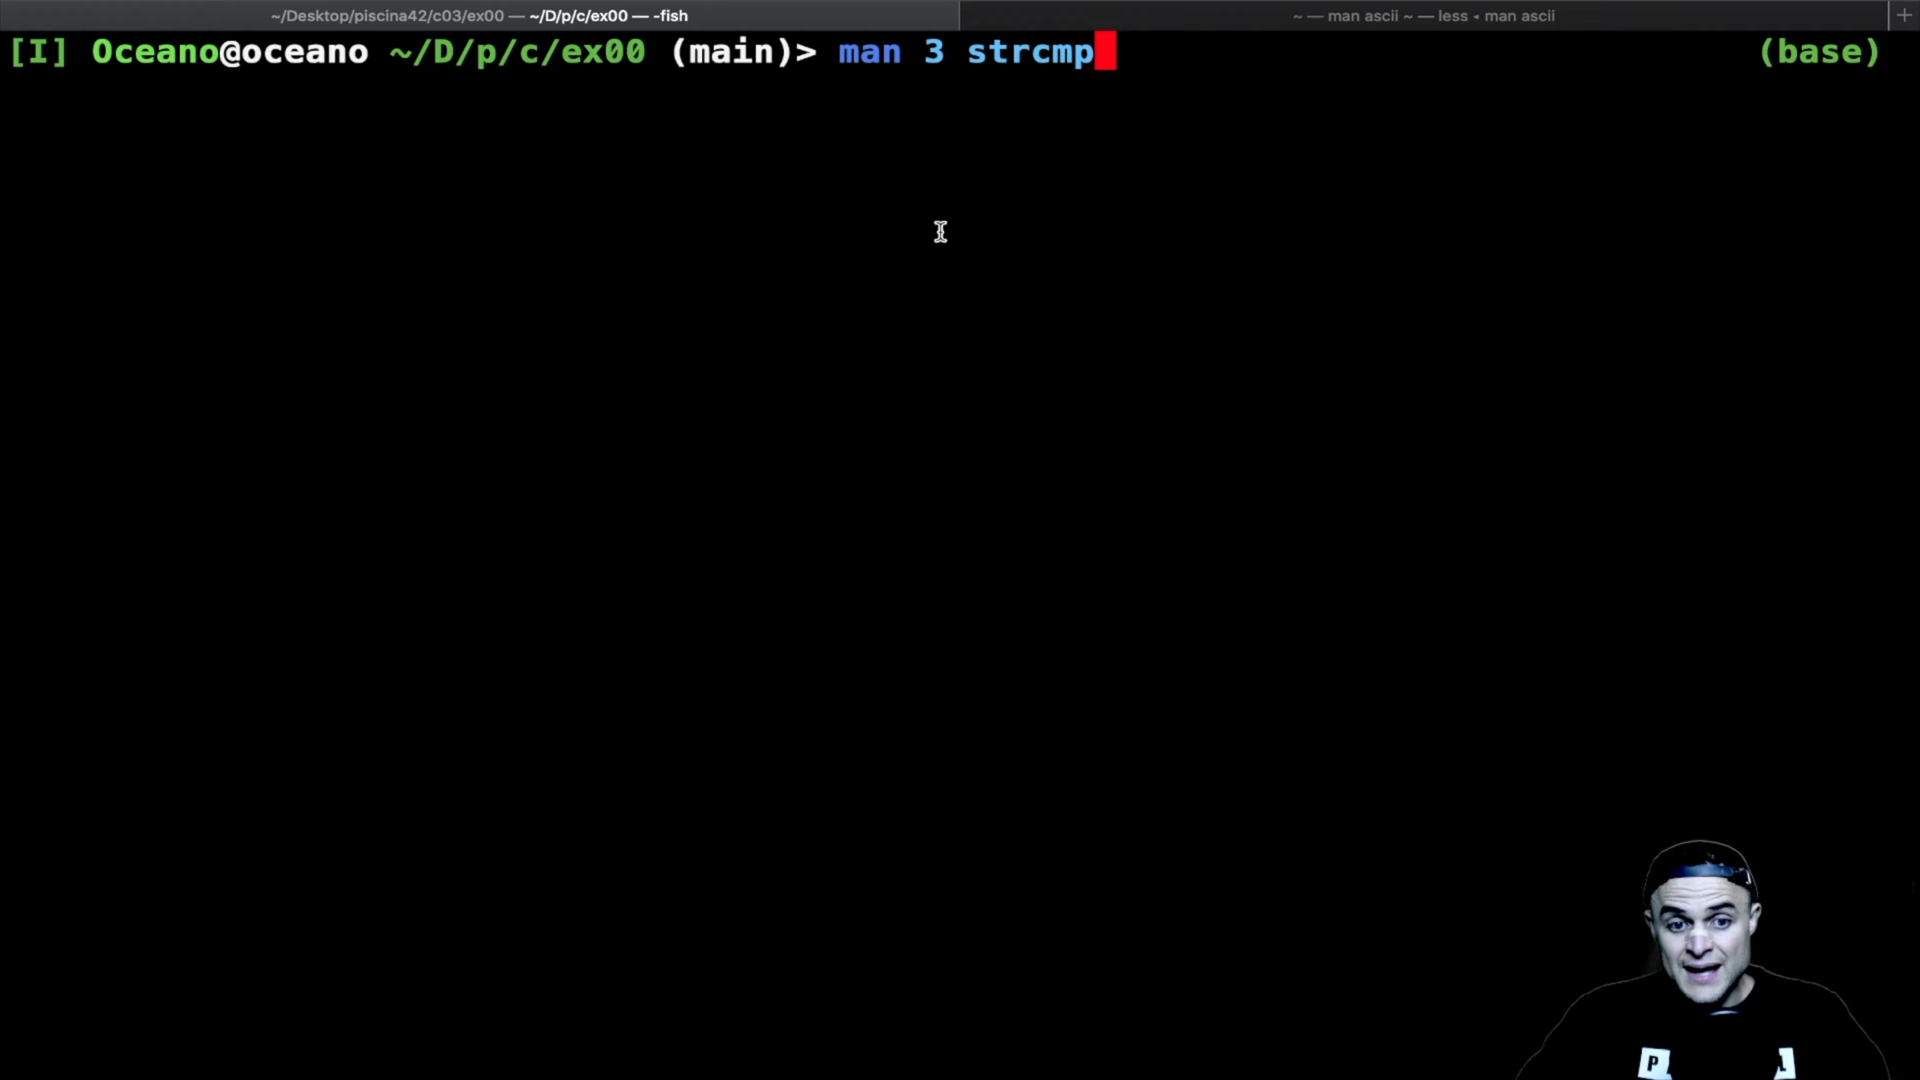 ~/Desktop/piscina42/c03/ex00 — ~/D/p/c/ex00 — -fish
~ — man ascii ~ — less ◂ man ascii
+
[I] Oceano@oceano ~/D/p/c/ex00 (main)> man 3 strcmp
(base)
P